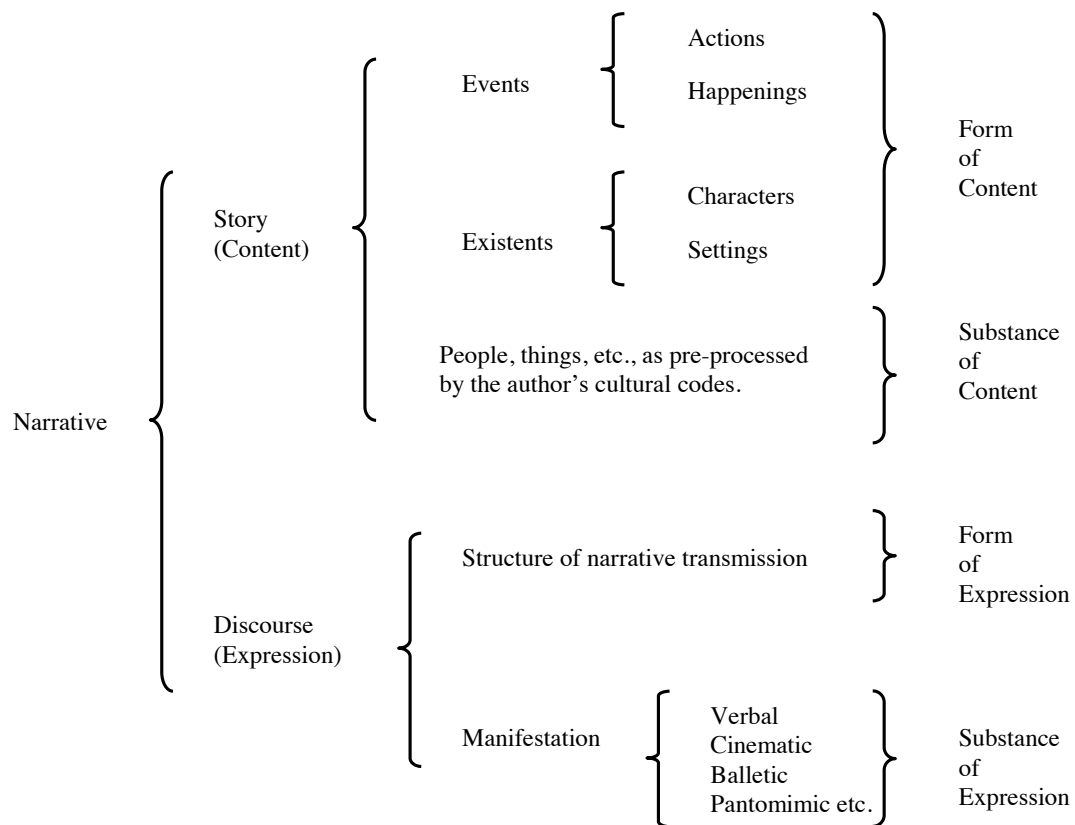 Narrative
Story
(Content)
Events
Actions
Happenings
Existents
Characters
Settings
Form
of
Content
People, things, etc., as pre-processed
by the author’s cultural codes.
Substance
of
Content
Discourse
(Expression)
Structure of narrative transmission
Form
of
Expression
Manifestation
Verbal
Cinematic
Balletic
Pantomimic etc.
Substance
of
Expression